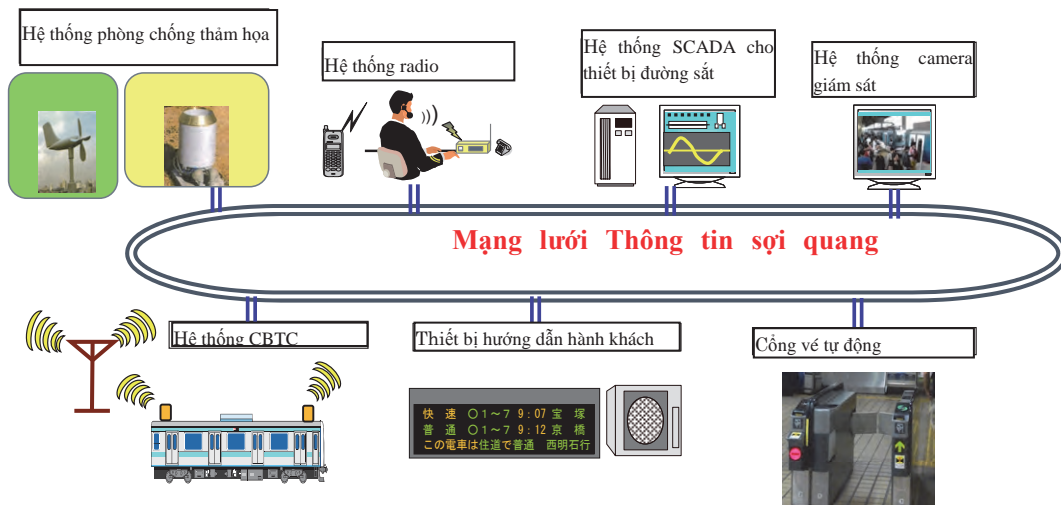 Hệ thống phòng chống thảm họa
Hệ thống radio
Hệ thống SCADA cho
thiết bị đường sắt
Hệ thống camera
giám sát
Mạng lưới Thông tin sợi quang
Hệ thống CBTC
Thiết bị hướng dẫn hành khách
Cổng vé tự động
快速 〇1～7 9:07 宝塚
普通 〇1～7 9:12 京橋
この電車は住道で普通 西明石行